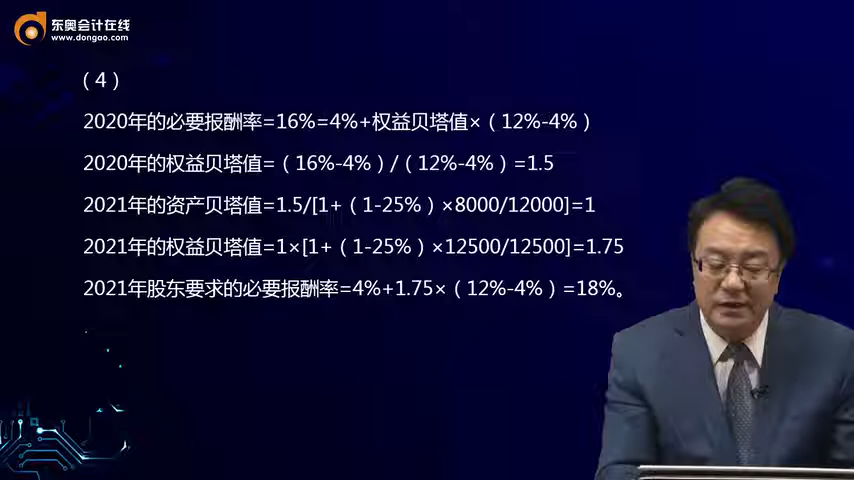 东奥会计在线
www.dongao.com
（4）
2020年的必要报酬率=16%=4%+权益贝塔值×（12%-4%）
2020年的权益贝塔值=（16%-4%）/（12%-4%）=1.5
2021年的资产贝塔值=1.5/[1+（1-25%）×8000/12000]=1
2021年的权益贝塔值=1×[1+（1-25%）×12500/12500]=1.75
2021年股东要求的必要报酬率=4%+1.75×（12%-4%）=18%。